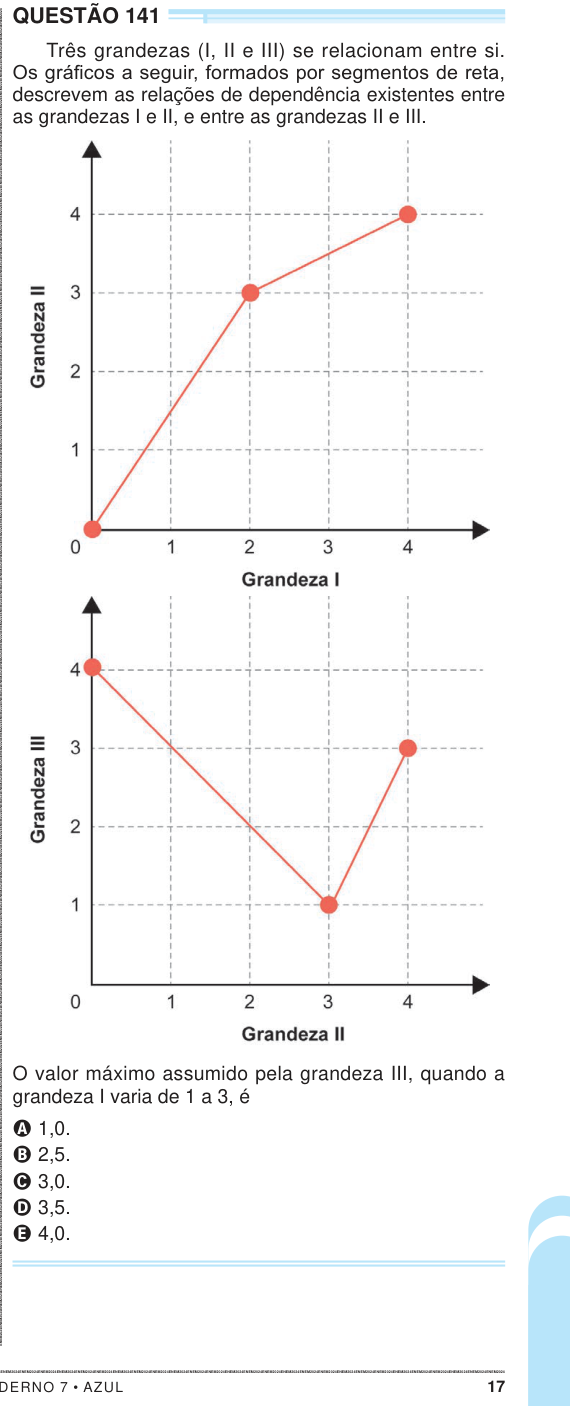 QUESTÃO 141
Três grandezas (I, II e III) se relacionam entre si.
Os gráficos a seguir, formados por segmentos de reta,
descrevem as relações de dependência existentes entre
as grandezas I e II, e entre as grandezas II e III.
4
3
2
1
0
1
2
3
4
Grandeza II
Grandeza I
4
3
2
1
0
1
2
3
4
Grandeza III
Grandeza II
O valor máximo assumido pela grandeza III, quando a
grandeza I varia de 1 a 3, é
A 1,0.
B 2,5.
C 3,0.
D 3,5.
E 4,0.
DERNO 7 • AZUL
17